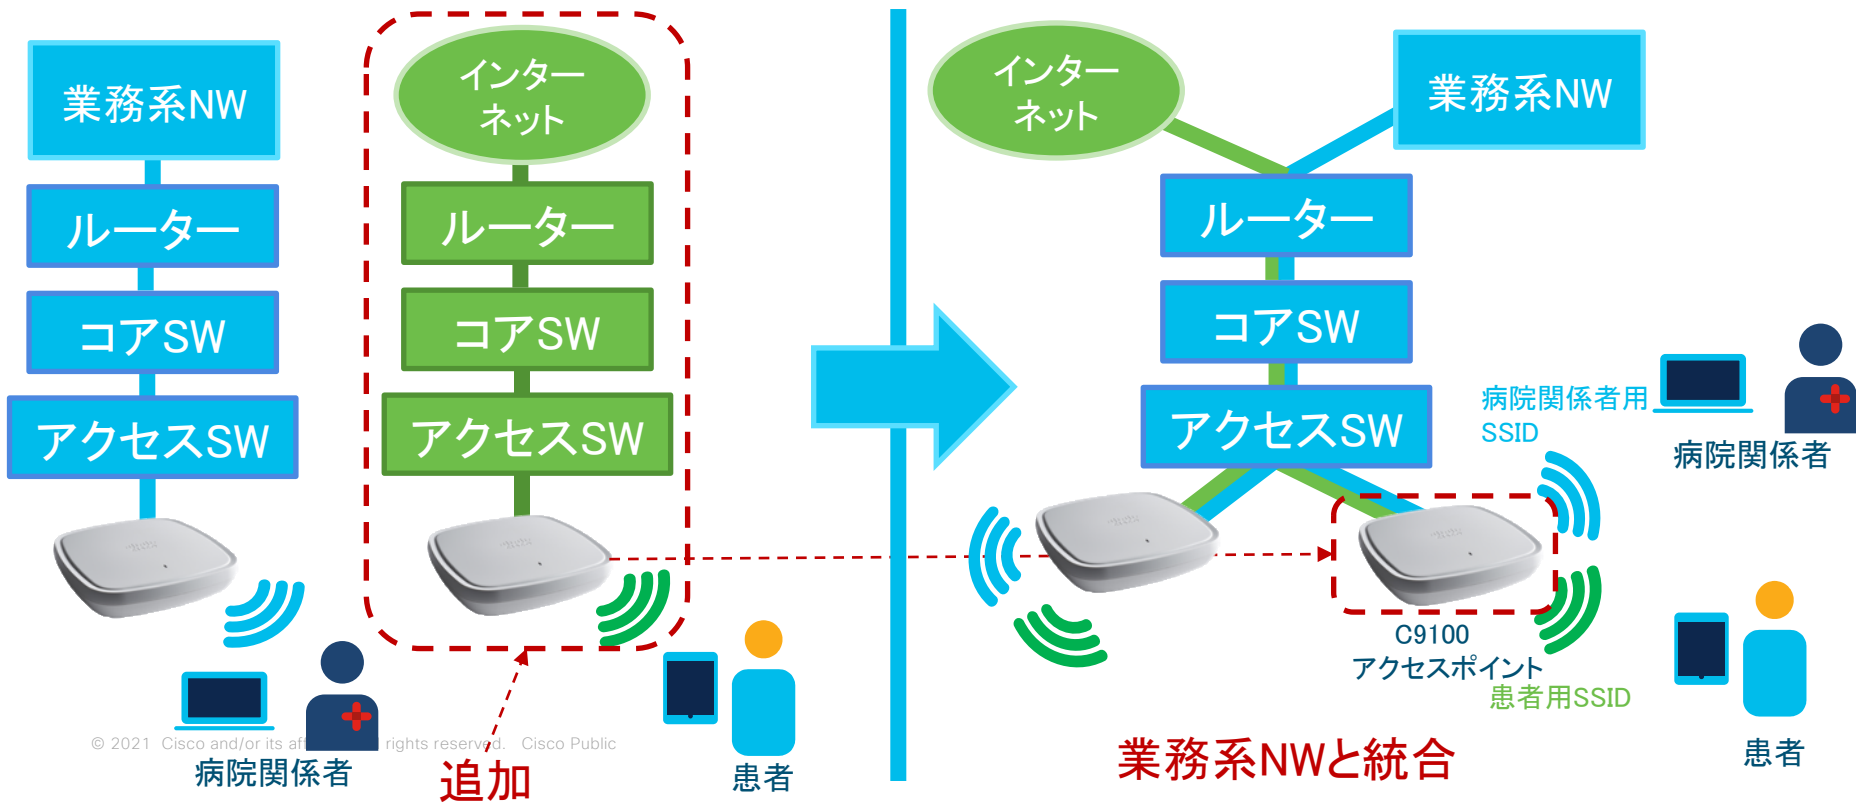 業務系NW
ルーター
コアSW
アクセスSW
病院関係者
インター
ネット
ルーター
コアSW
アクセスSW
患者
追加
© 2021 Cisco and/or its af
rights reserved. Cisco Public
インター
ネット
業務系NW
ルーター
コアSW
アクセスSW
病院関係者用
SSID
病院関係者
C9100
アクセスポイント
患者用SSID
患者
業務系NWと統合